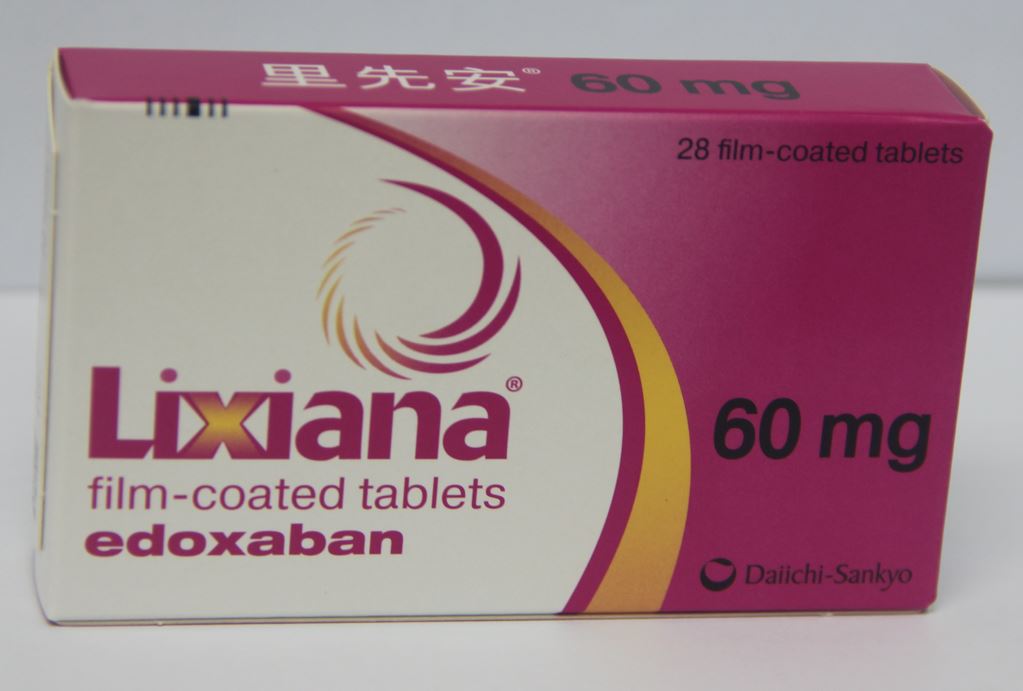 里先安® 60 mg
28 film-coated tablets
Lixiana®
film-coated tablets
edoxaban
60 mg
Daiichi-Sankyo